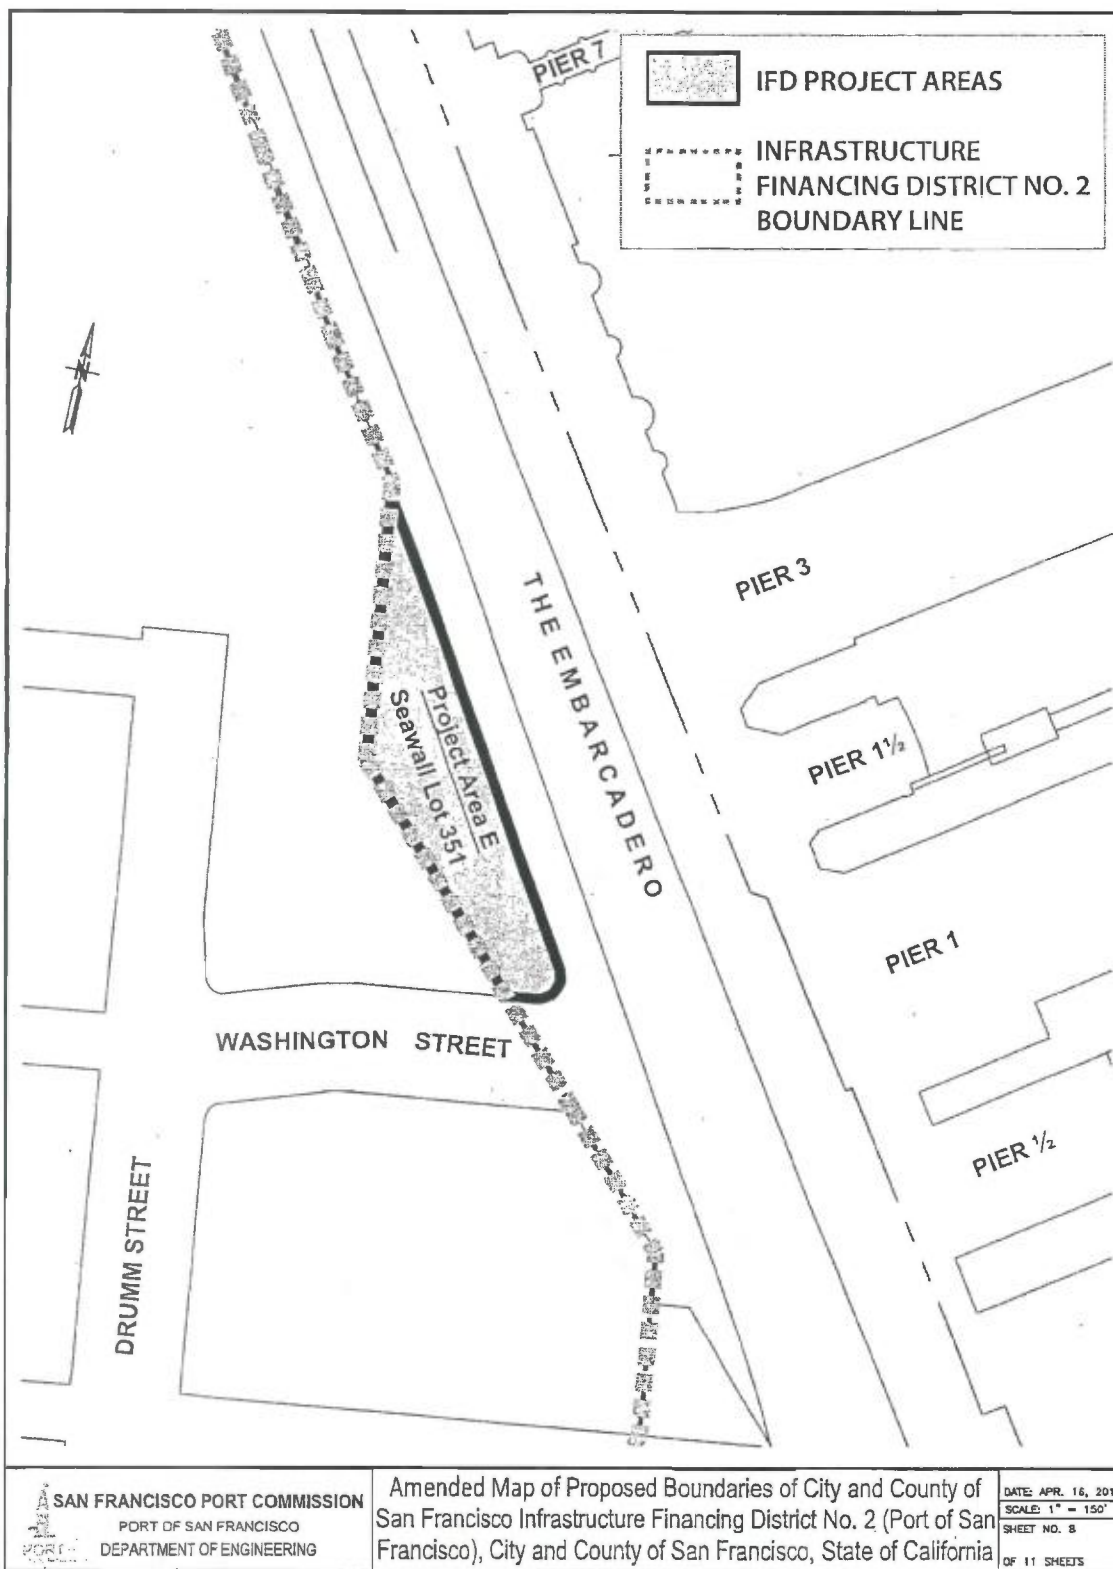 PIER 7
IFD PROJECT AREAS
INFRASTRUCTURE
FINANCING DISTRICT NO. 2
BOUNDARY LINE
PIER 3
THE EMBARCADERO
Project Area E
Seawall Lot 351
PIER 1½
PIER 1
WASHINGTON STREET
PIER ½
DRUMM STREET
SAN FRANCISCO PORT COMMISSION
PORT OF SAN FRANCISCO
DEPARTMENT OF ENGINEERING
PORT
Amended Map of Proposed Boundaries of City and County of
San Francisco Infrastructure Financing District No. 2 (Port of San
Francisco), City and County of San Francisco, State of California
DATE: APR. 16, 201
SCALE: 1" = 150'
SHEET NO. 8
OF 11 SHEETS